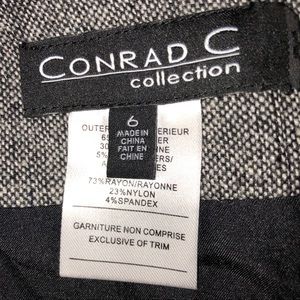 CONRAD C
collection
6
MADE IN
CHINA
FAIT EN
CHINE
OUTER
73%RAYON/RAYONNE
23%NYLON
4%SPANDEX
GARNITURE NON COMPRISE
EXCLUSIVE OF TRIM